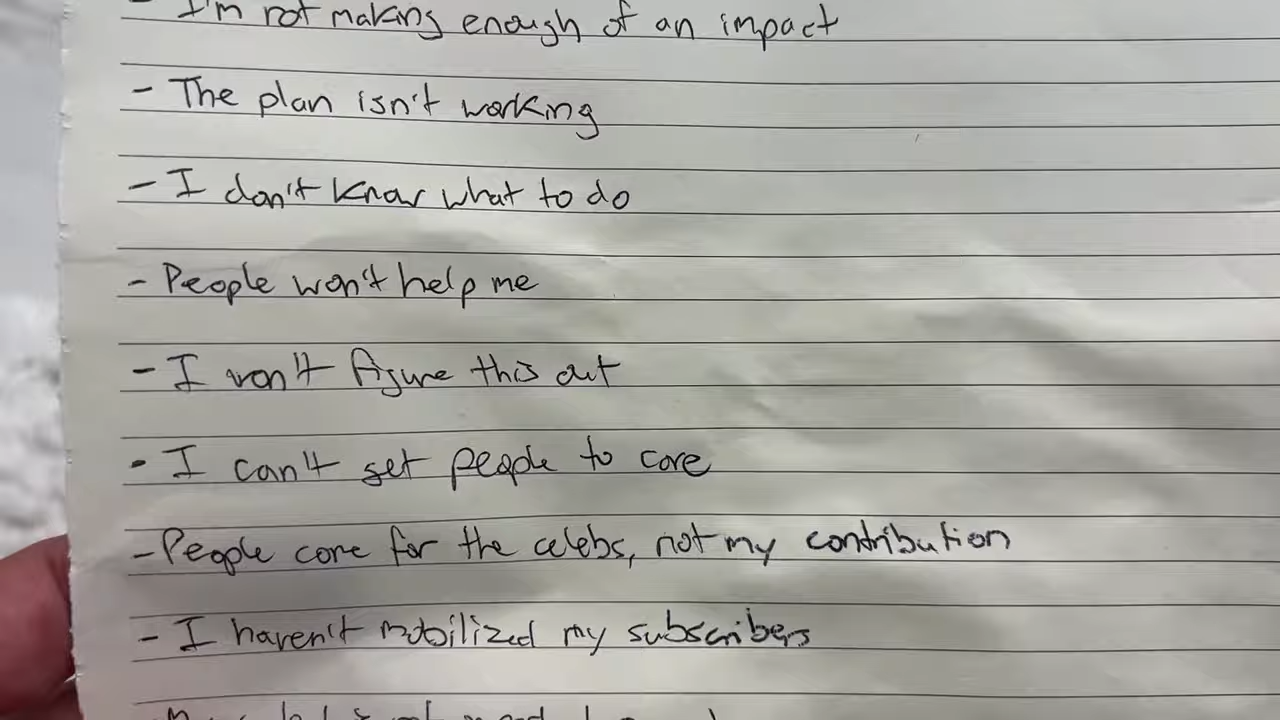 - I'm not making enough of an impact
- The plan isn't working
- I don't know what to do
- People won't help me
- I won't figure this out
- I can't get people to care
- People care for the celebs, not my contribution
- I haven't mobilized my subscribers